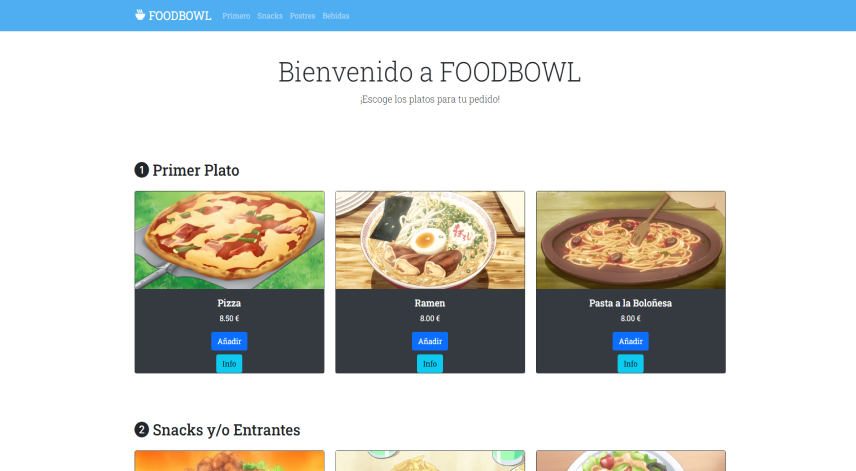 FOODBOWL Primero Snacks Postres Bebidas
Bienvenido a FOODBOWL
¡Escoge los platos para tu pedido!
1 Primer Plato
Pizza
8.50 €
Añadir
Info
Ramen
8.00 €
Añadir
Info
Pasta a la Boloñesa
8.00 €
Añadir
Info
2 Snacks y/o Entrantes